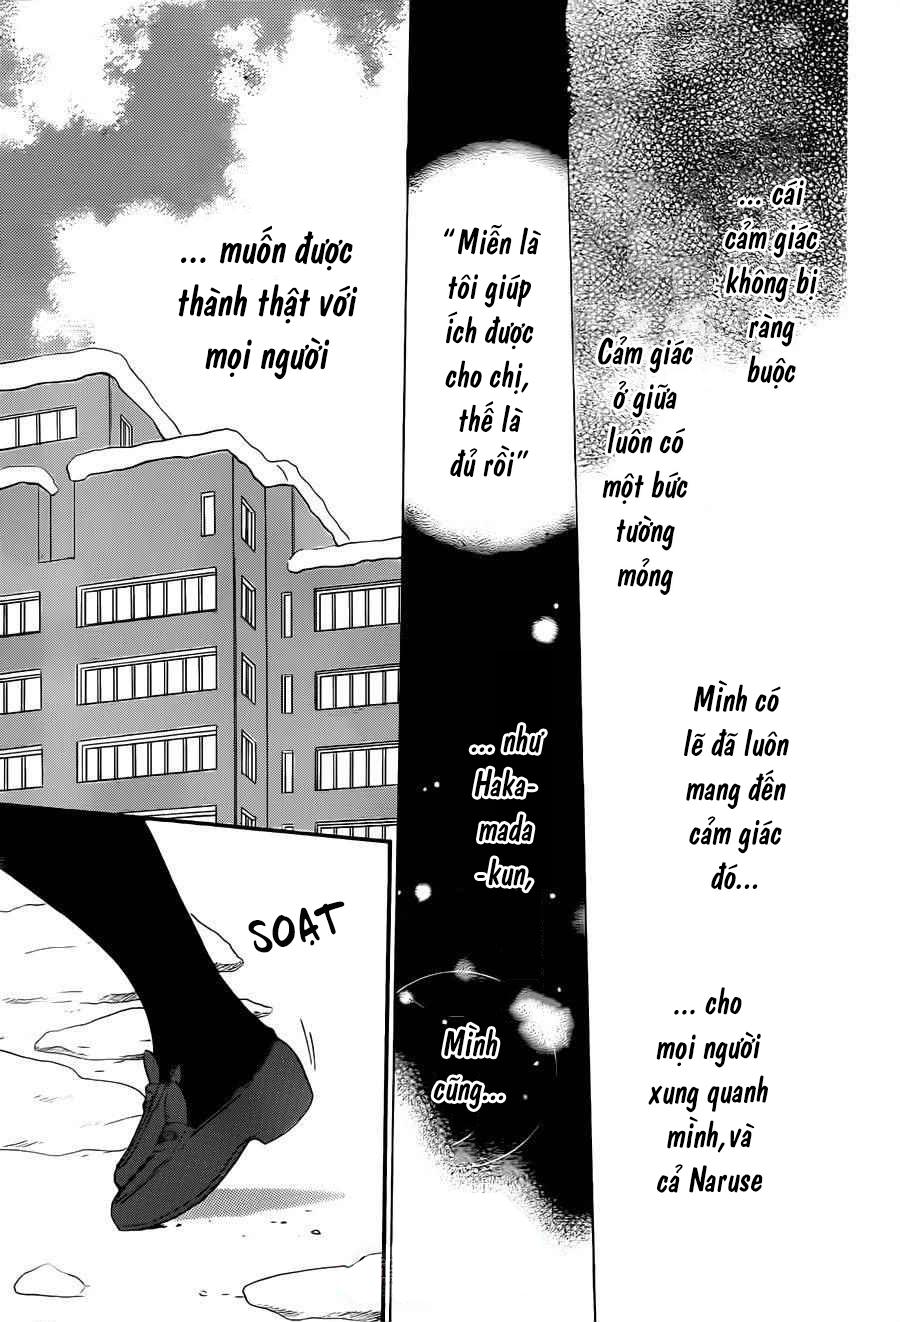 ... cái
cảm giác
không bị
ràng
buộc
Cảm giác
ở giữa
luôn có
một bức
tường
mỏng
Mình có
lẽ đã luôn
mang đến
cảm giác
đó...
... cho
mọi người
xung quanh
mình,và
cả Naruse
“Miễn là
tôi giúp
ích được
cho chị,
thế là
đủ rồi”
... như
Haka-
mada
-kun,
Mình
cũng...
... muốn được
thành thật với
mọi người
SOẠT